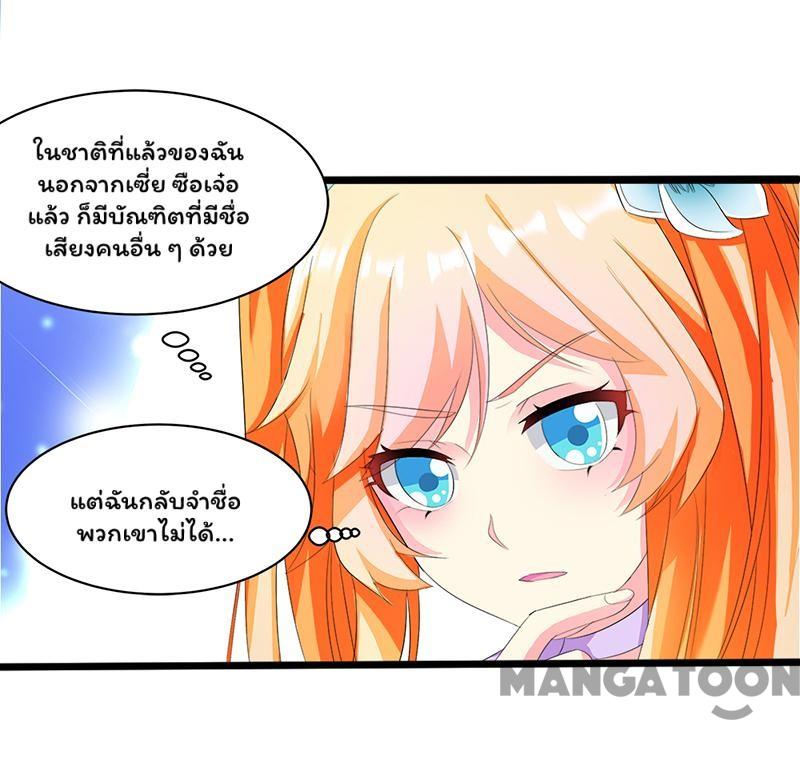 ในชาติที่แล้วของฉัน
นอกจากเซี่ย ซือเจ๋อ
แล้ว ก็มีบัณฑิตที่มีชื่อ
เสียงคนอื่น ๆ ด้วย
แต่ฉันกลับจำชื่อ
พวกเขาไม่ได้...
MANGATOON